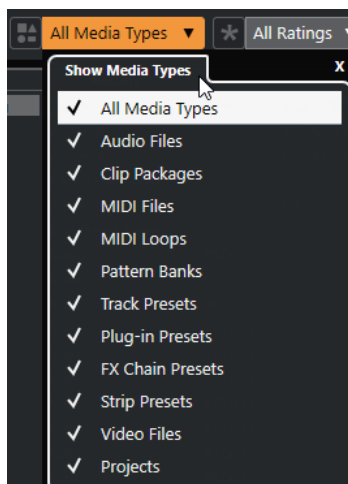 All Media Types All Ratings
Show Media Types X
All Media Types
Audio Files
Clip Packages
MIDI Files
MIDI Loops
Pattern Banks
Track Presets
Plug-in Presets
FX Chain Presets
Strip Presets
Video Files
Projects